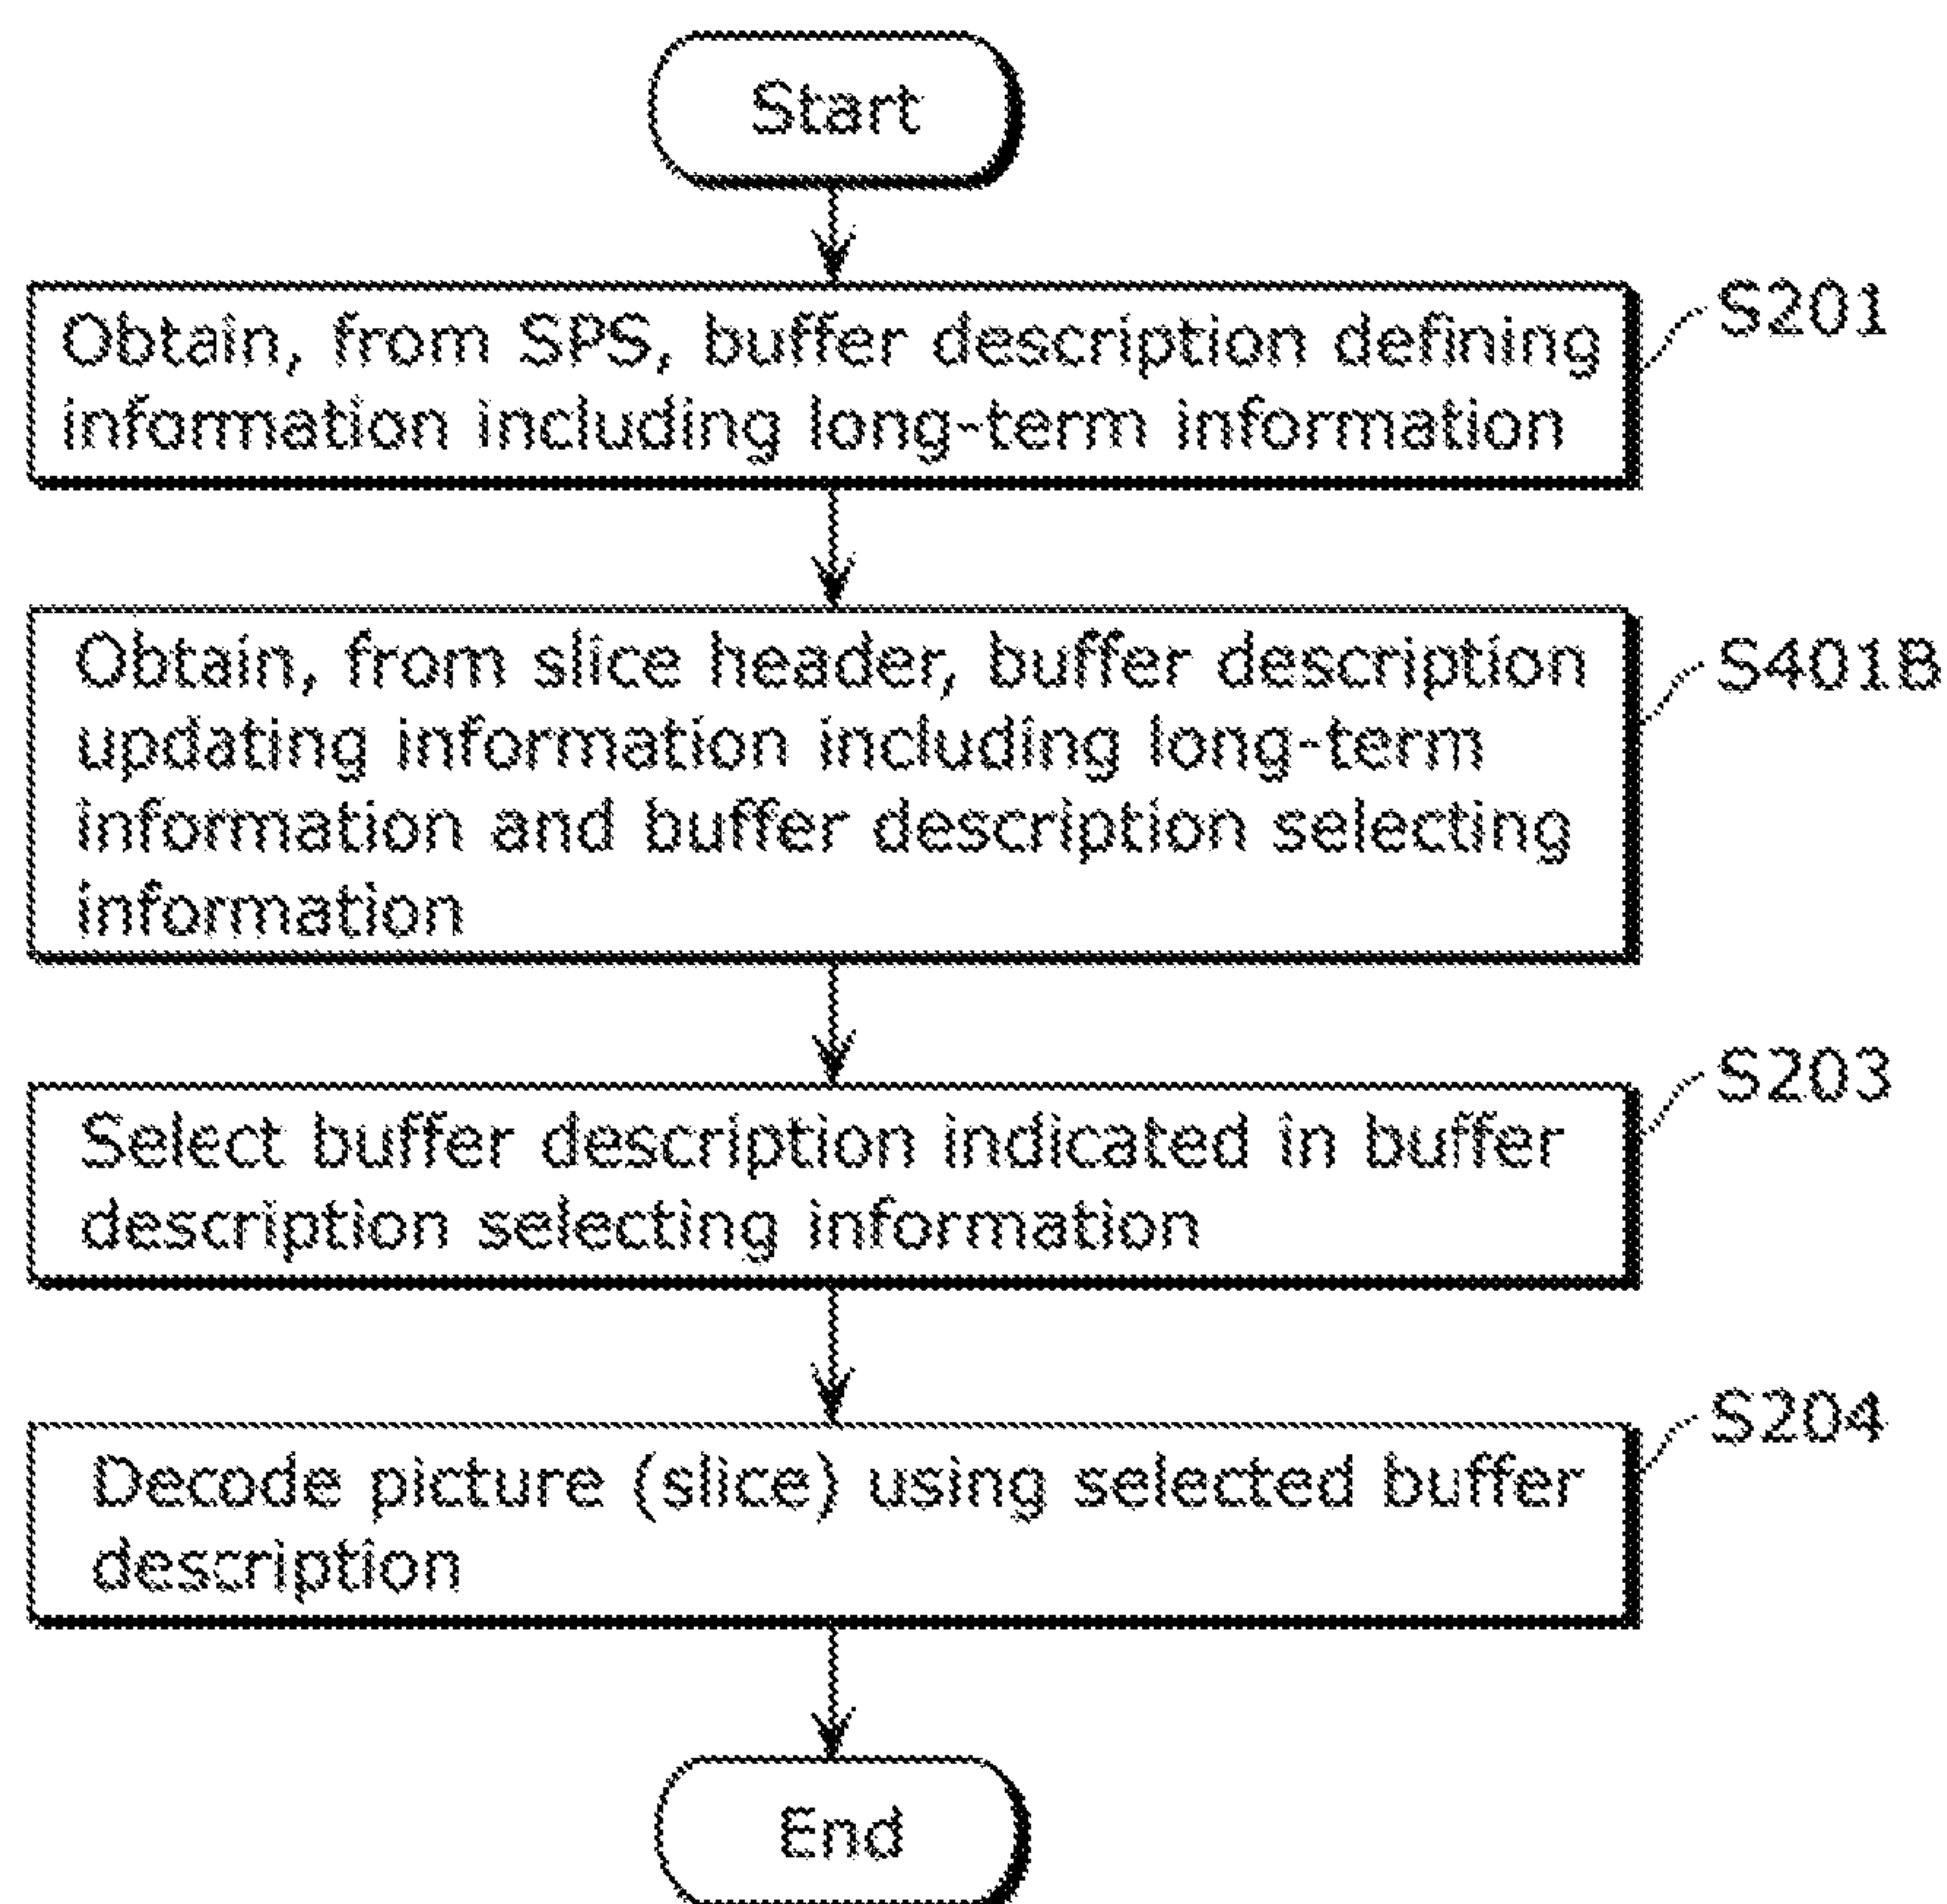 Start
Obtain, from SPS, buffer description defining
information including long-term information
S201
Obtain, from slice header, buffer description
updating information including long-term
information and buffer description selecting
information
S401B
Select buffer description indicated in buffer
description selecting information
S203
Decode picture (slice) using selected buffer
description
S204
End